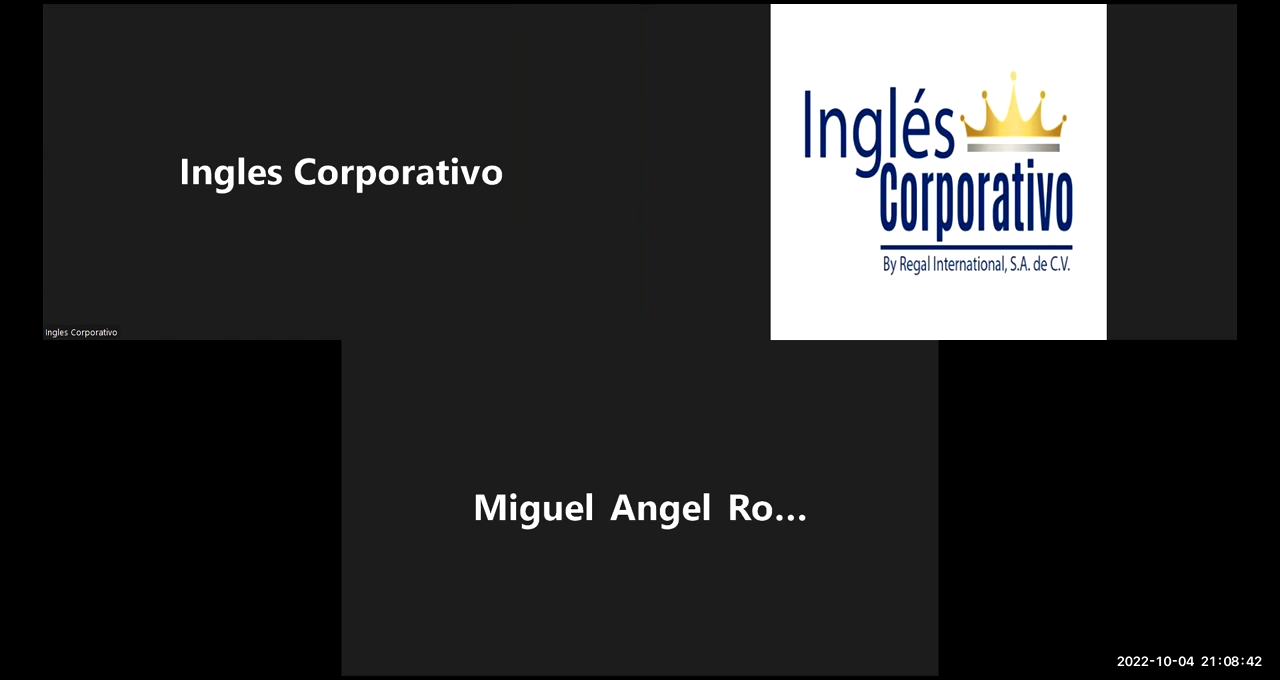 Ingles Corporativo
Inglés
Corporativo
By Regal International, S.A. de C.V.
Ingles Corporativo
Miguel Angel Ro...
2022-10-04 21:08:42